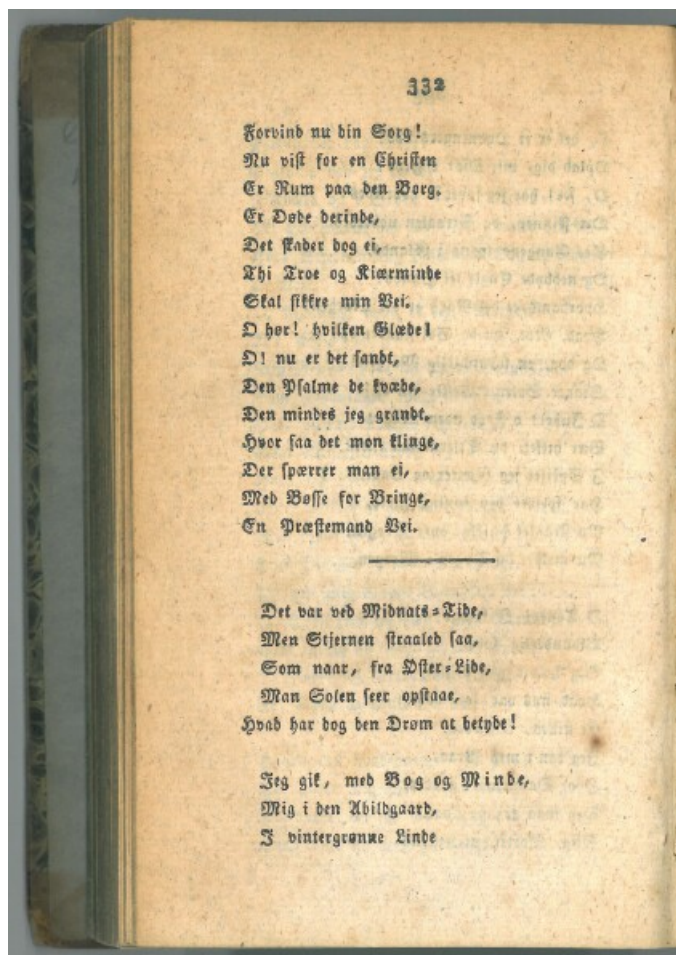 332
Forvind nu din Sorg!
Nu vist for en Christen
Er Rum paa den Borg.
Er Døde derinde,
Det skader dog ei,
Thi Troe og Kiærminde
Skal sikkre min Vei.
O hør! hvilken Glæde!
O! nu er det sandt,
Den Psalme de kvæde,
Den mindes jeg grandt.
Hvor saa det mon klinge,
Der spærrer man ei,
Med Bøsse for Bringe,
En Præstemand Vei.
Det var ved Midnats-Tide,
Men Stjernen straaled saa,
Som naar, fra Øster-Lide,
Man Solen seer opstaae,
Hvad har dog den Drøm at betyde!
Jeg gik, med Bog og Minde,
Mig i den Abildgaard,
I vintergrønne Linde